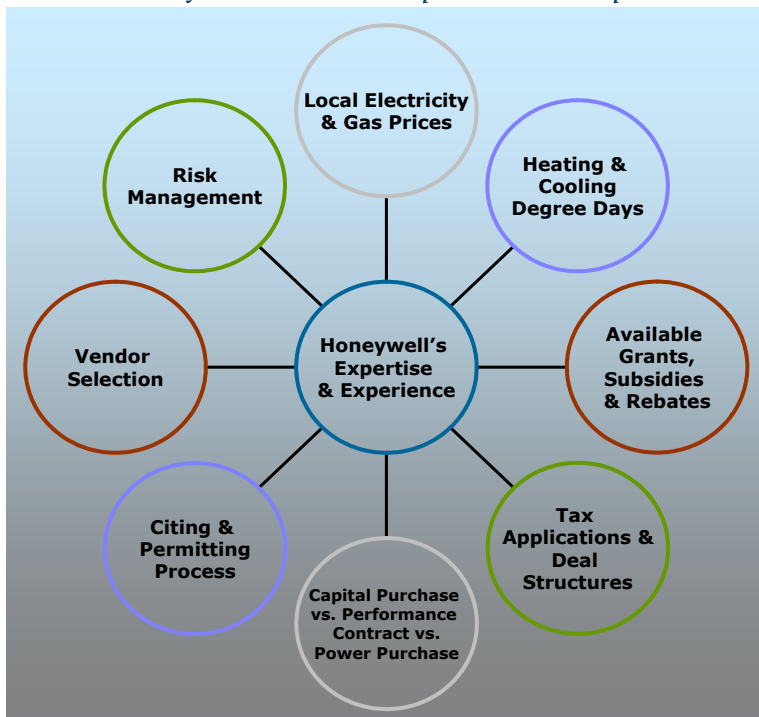 Local Electricity
& Gas Prices
Heating &
Cooling
Degree Days
Available
Grants,
Subsidies
& Rebates
Tax
Applications &
Deal
Structures
Capital Purchase
vs. Performance
Contract vs.
Power Purchase
Citing &
Permitting
Process
Vendor
Selection
Risk
Management
Honeywell’s
Expertise
& Experience